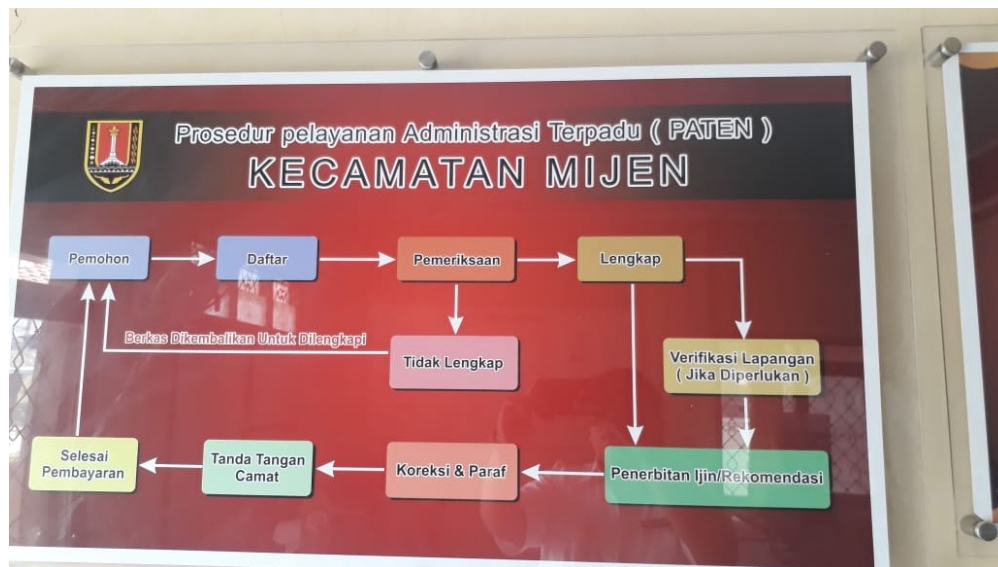 Prosedur pelayanan Administrasi Terpadu ( PATEN )
KECAMATAN MIJEN
Pemohon
Daftar
Pemeriksaan
Lengkap
Berkas Dikembalikan Untuk Dilengkapi
Tidak Lengkap
Verifikasi Lapangan
( Jika Diperlukan )
Selesai
Pembayaran
Tanda Tangan
Camat
Koreksi & Paraf
Penerbitan Ijin/Rekomendasi